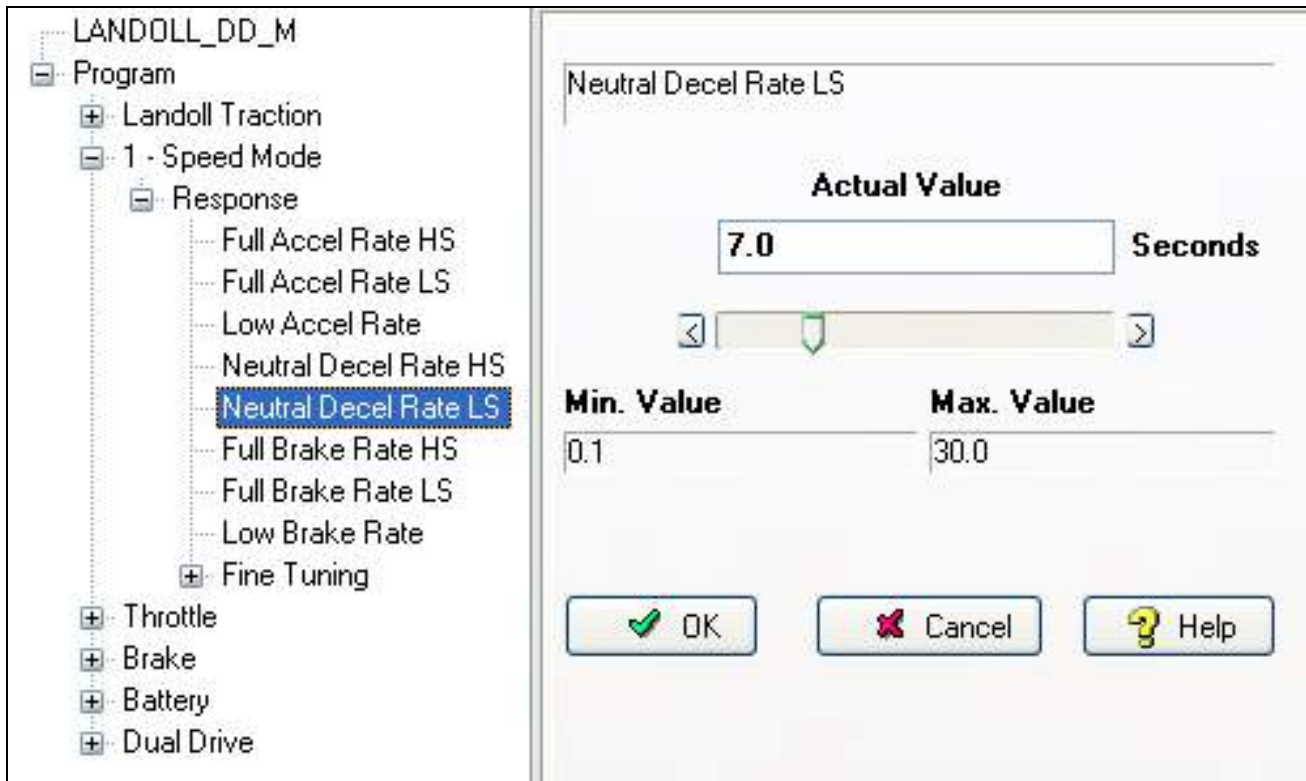 LANDOLL_DD_M
Program
Landoll Traction
1 - Speed Mode
Response
Full Accel Rate HS
Full Accel Rate LS
Low Accel Rate
Neutral Decel Rate HS
Neutral Decel Rate LS
Full Brake Rate HS
Full Brake Rate LS
Low Brake Rate
Fine Tuning
Throttle
Brake
Battery
Dual Drive
Neutral Decel Rate LS
Actual Value
7.0 Seconds
Min. Value Max. Value
0.1 30.0
OK Cancel Help